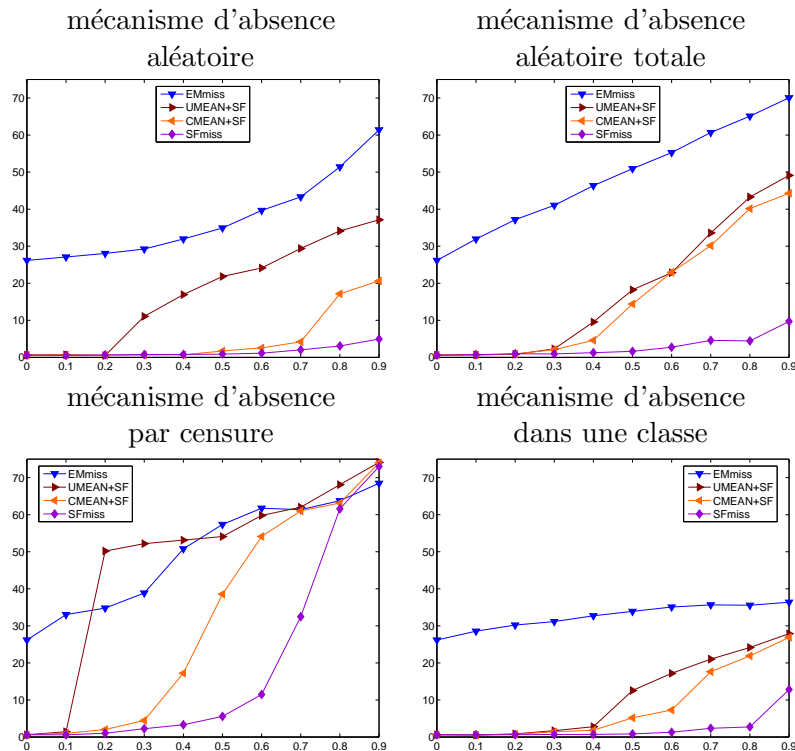 mécanisme d'absence
aléatoire
70
60
50
40
30
20
10
0
0 0.1 0.2 0.3 0.4 0.5 0.6 0.7 0.8 0.9
EMmiss
UMEAN+SF
CMEAN+SF
SFmiss
mécanisme d'absence
aléatoire totale
70
60
50
40
30
20
10
0
0 0.1 0.2 0.3 0.4 0.5 0.6 0.7 0.8 0.9
EMmiss
UMEAN+SF
CMEAN+SF
SFmiss
mécanisme d'absence
par censure
70
60
50
40
30
20
10
0
0 0.1 0.2 0.3 0.4 0.5 0.6 0.7 0.8 0.9
EMmiss
UMEAN+SF
CMEAN+SF
SFmiss
mécanisme d'absence
dans une classe
70
60
50
40
30
20
10
0
0 0.1 0.2 0.3 0.4 0.5 0.6 0.7 0.8 0.9
EMmiss
UMEAN+SF
CMEAN+SF
SFmiss